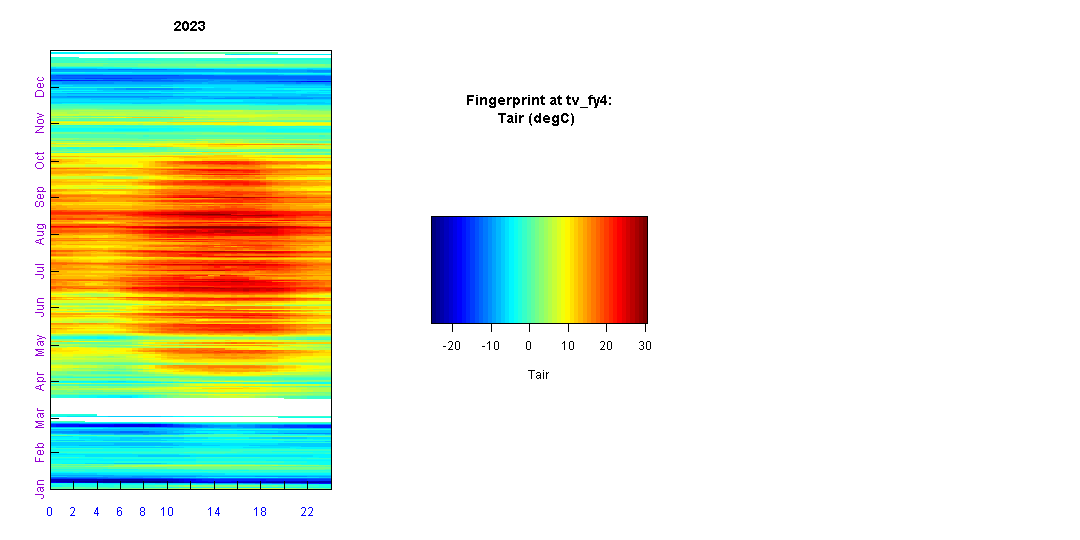 2023
Fingerprint at tv_fy4:
Tair (degC)
Dec
Nov
Oct
Sep
Aug
Jul
Jun
May
Apr
Mar
Feb
Jan
0 2 4 6 8 10 14 18 22
-20 -10 0 10 20 30
Tair